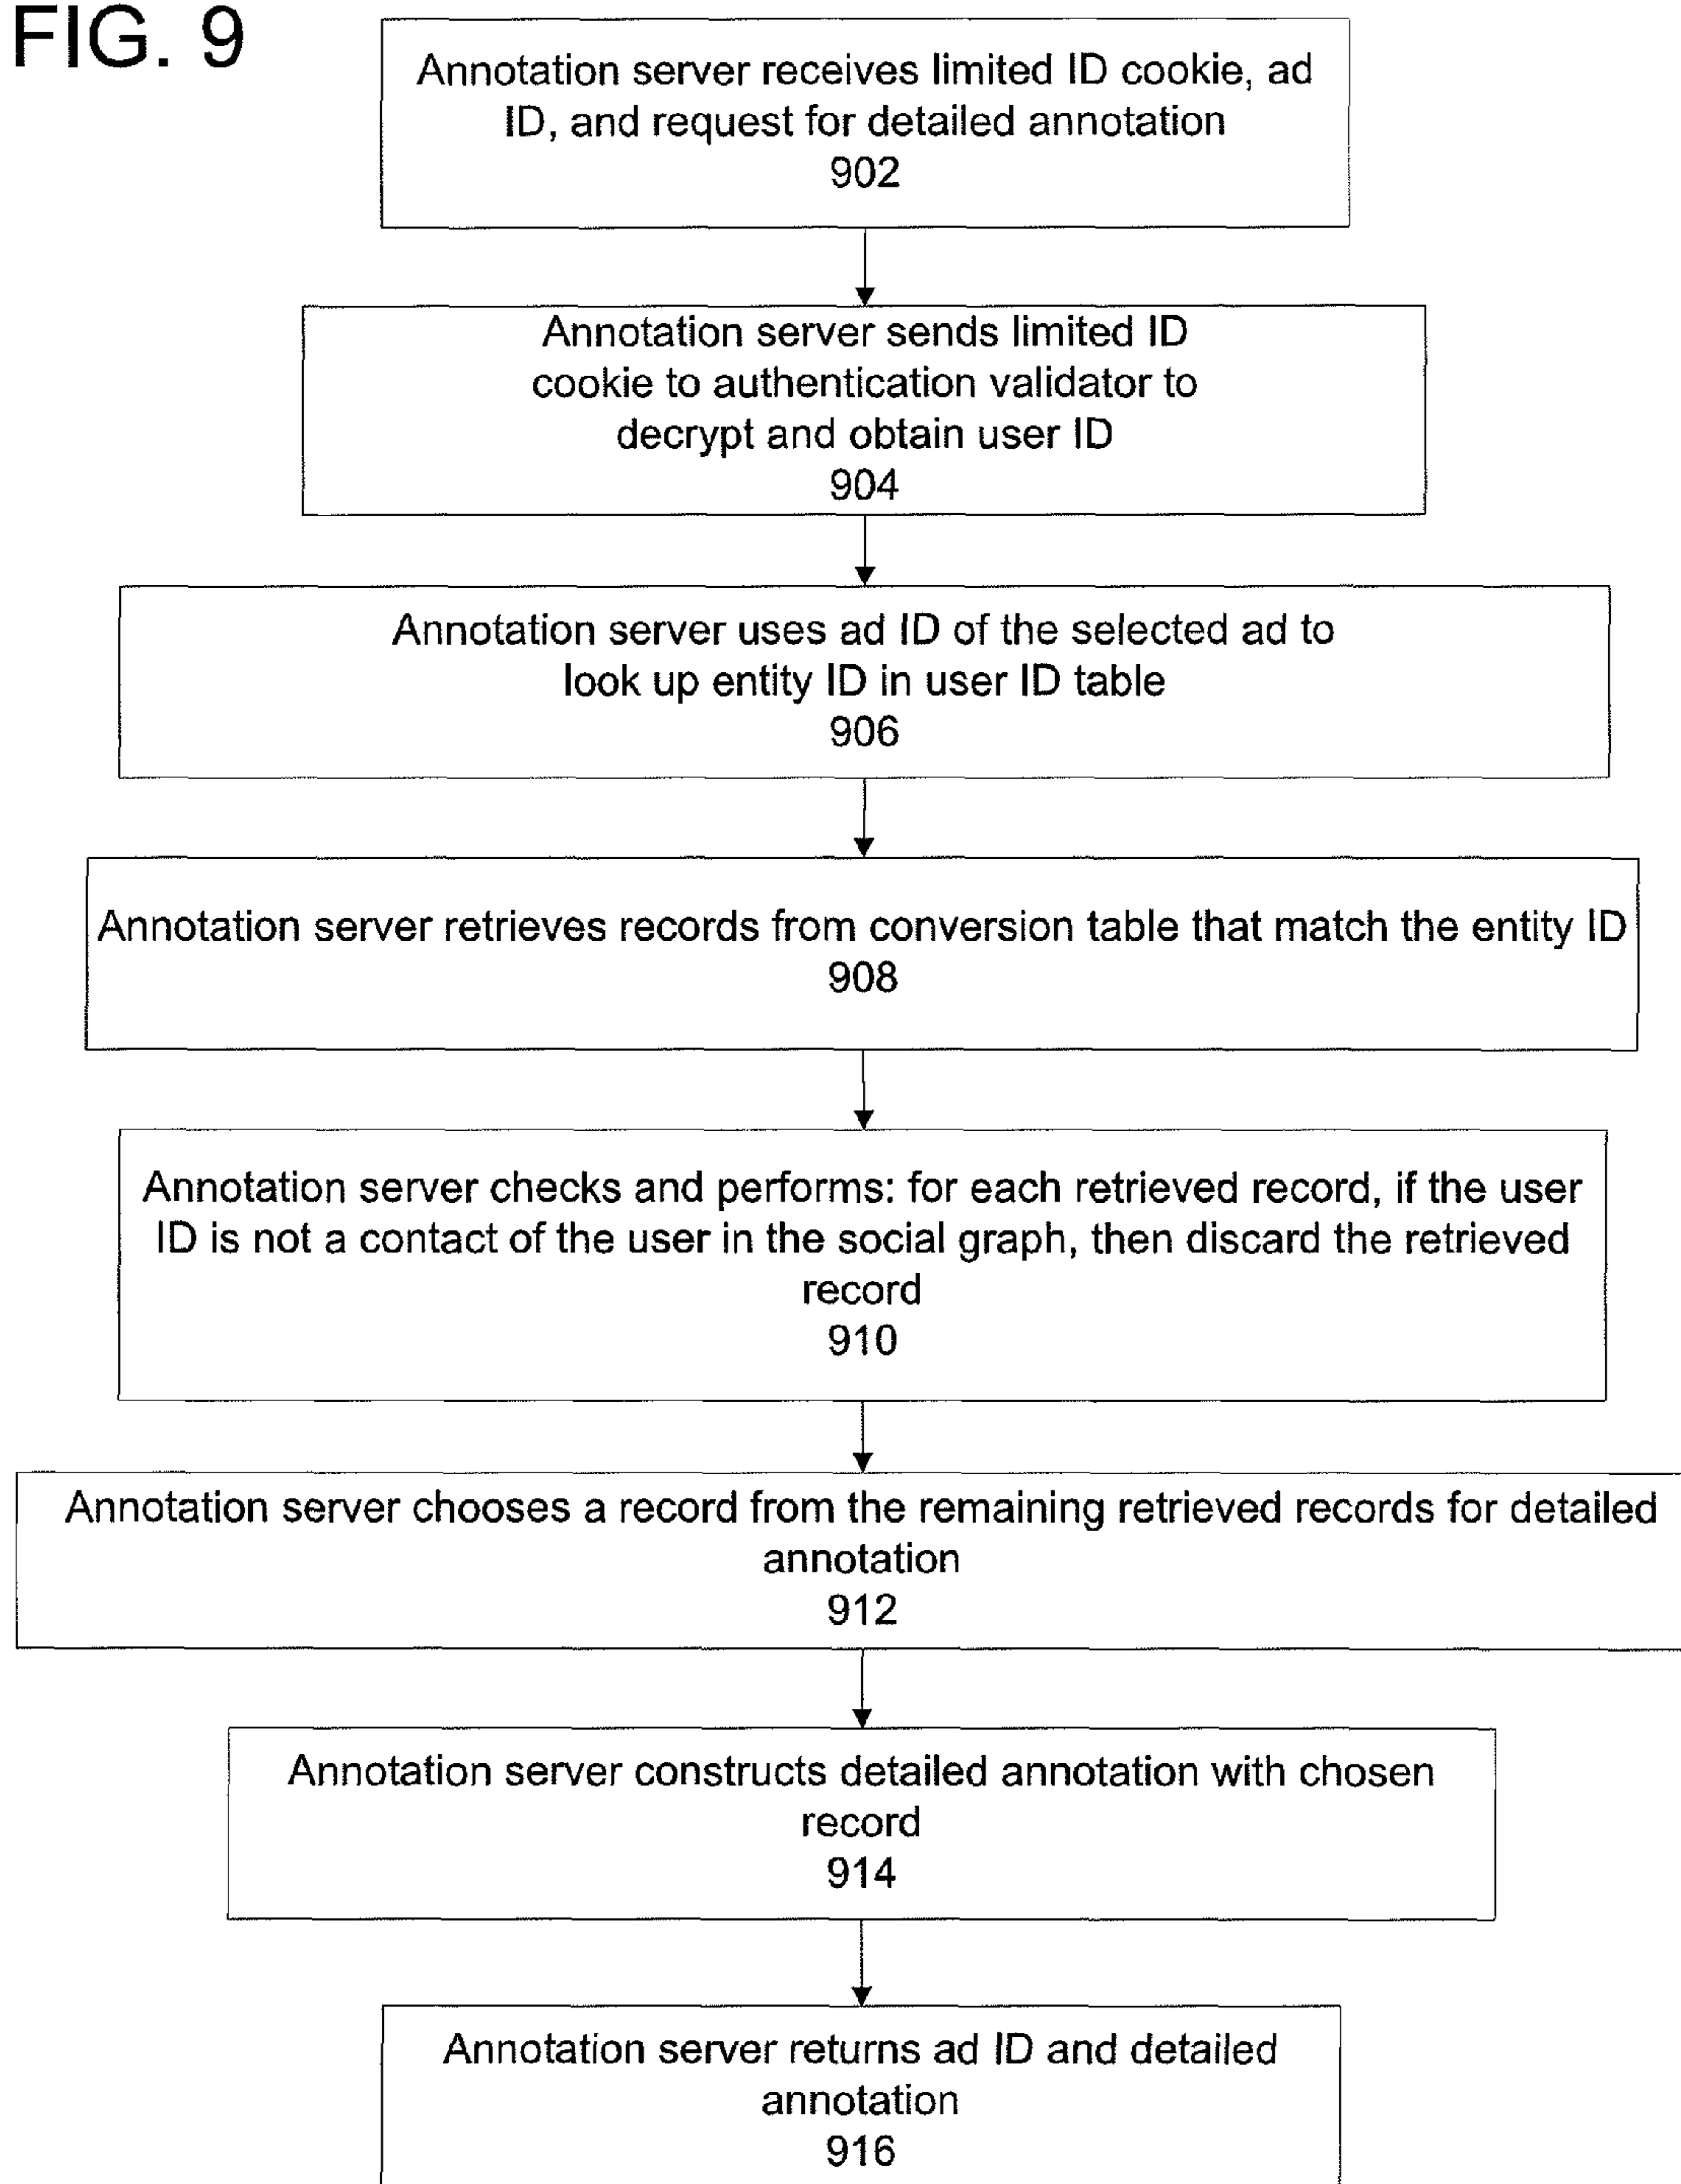 FIG. 9
Annotation server receives limited ID cookie, ad
ID, and request for detailed annotation
902
Annotation server sends limited ID
cookie to authentication validator to
decrypt and obtain user ID
904
Annotation server uses ad ID of the selected ad to
look up entity ID in user ID table
906
Annotation server retrieves records from conversion table that match the entity ID
908
Annotation server checks and performs: for each retrieved record, if the user
ID is not a contact of the user in the social graph, then discard the retrieved
record
910
Annotation server chooses a record from the remaining retrieved records for detailed
annotation
912
Annotation server constructs detailed annotation with chosen
record
914
Annotation server returns ad ID and detailed
annotation
916